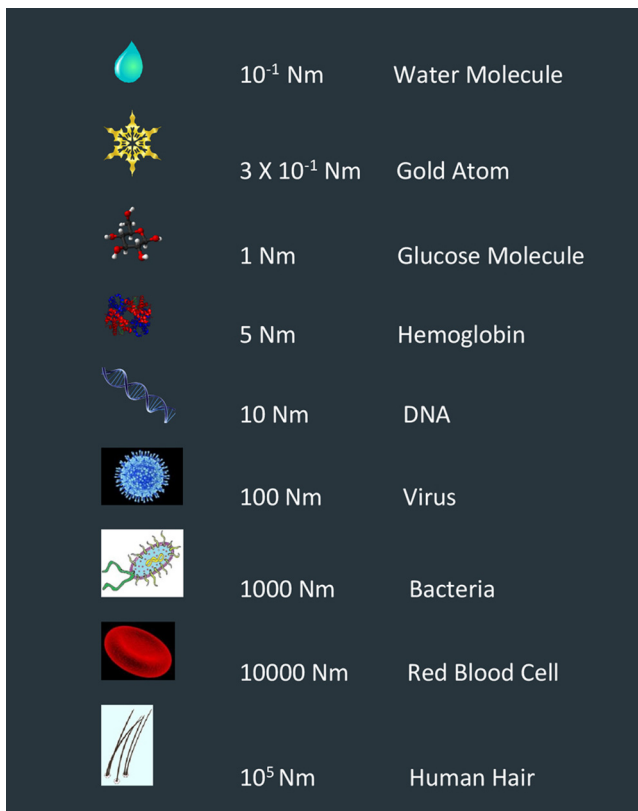 10⁻¹ Nm Water Molecule
3 X 10⁻¹ Nm Gold Atom
1 Nm Glucose Molecule
5 Nm Hemoglobin
10 Nm DNA
100 Nm Virus
1000 Nm Bacteria
10000 Nm Red Blood Cell
10⁵ Nm Human Hair